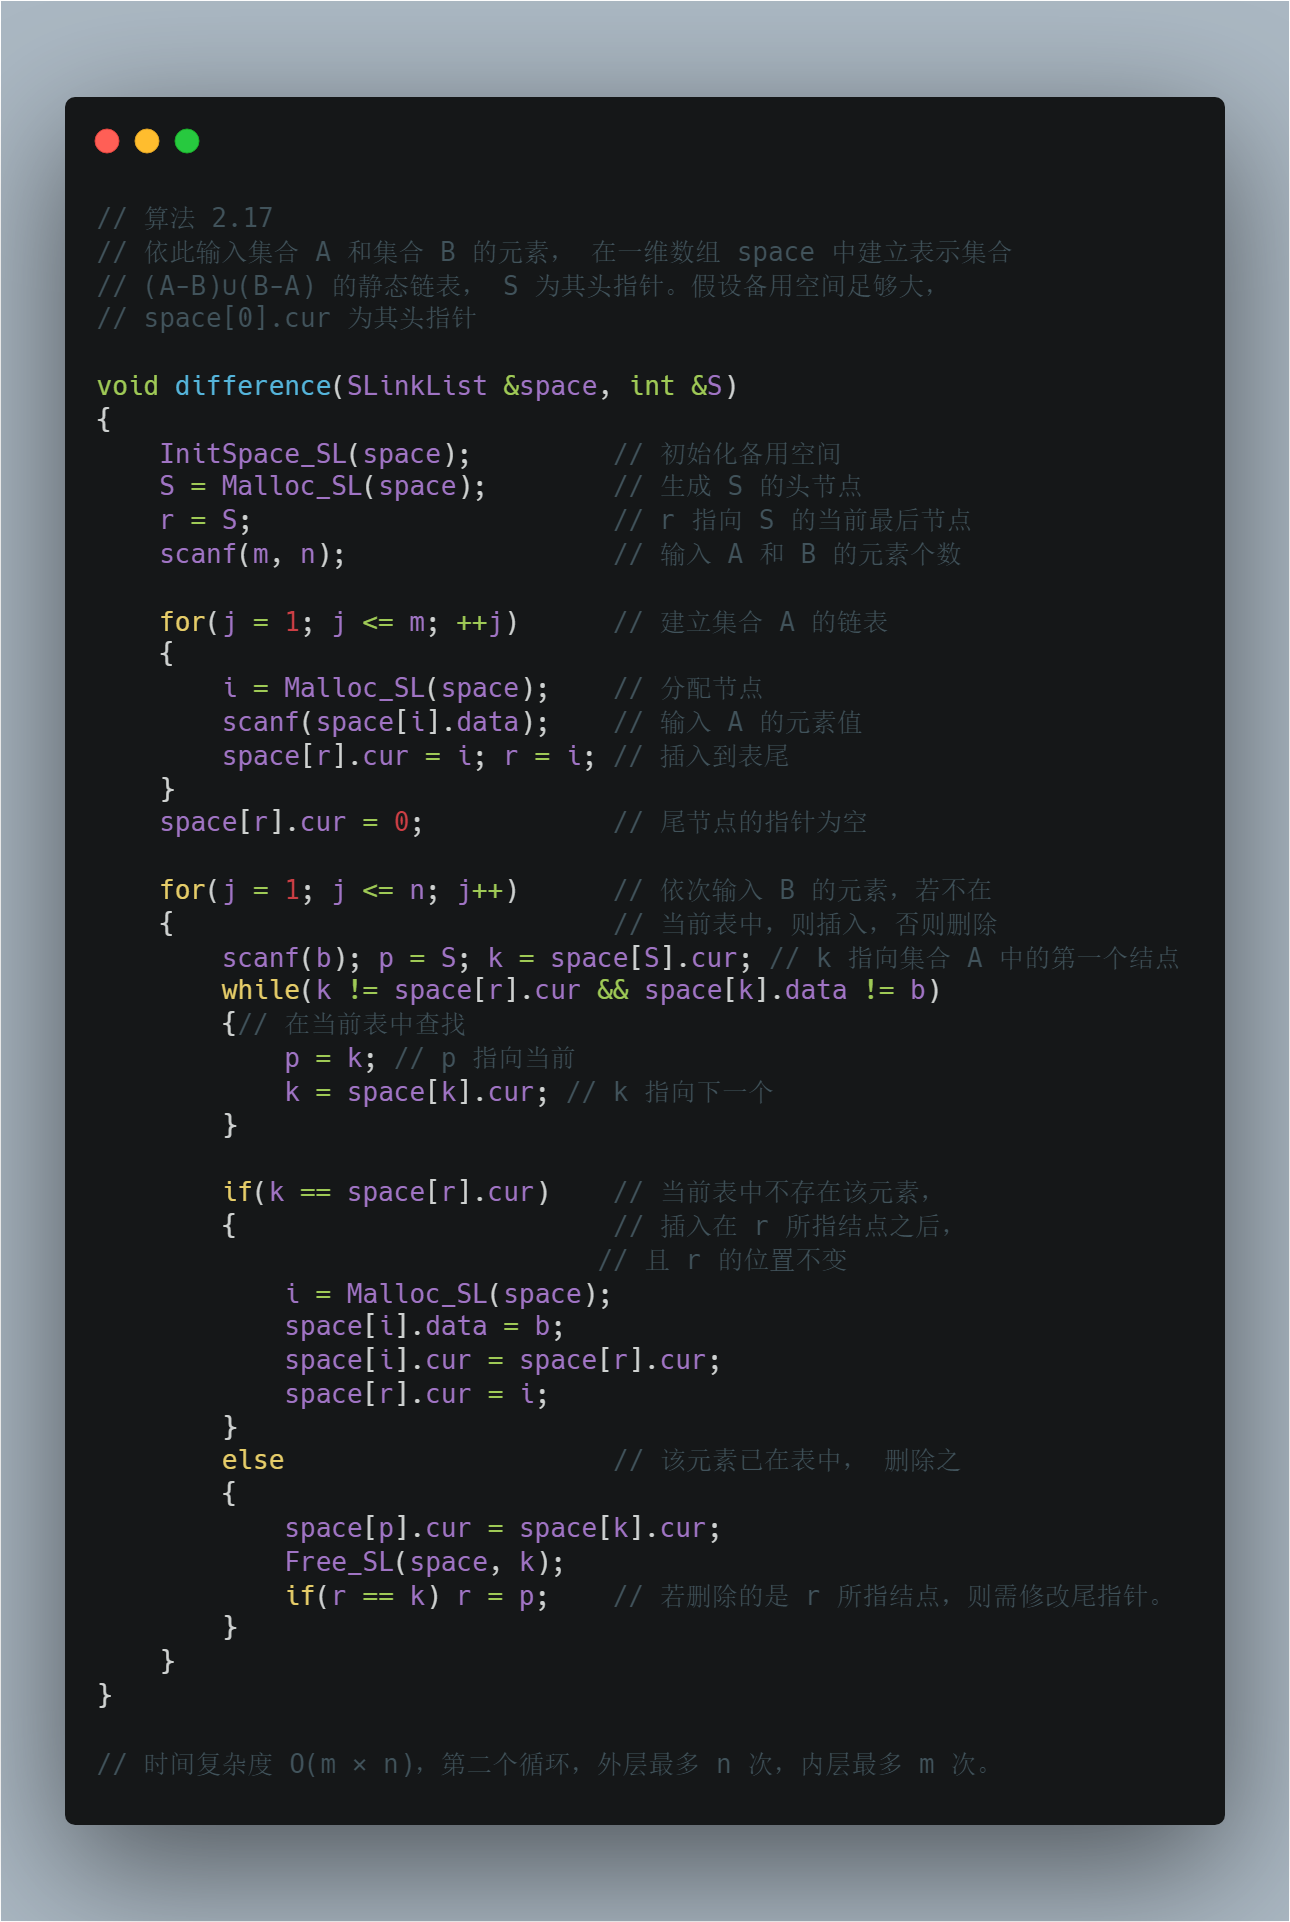 // 算法 2.17
// 依此输入集合 A 和集合 B 的元素， 在一维数组 space 中建立表示集合
// (A-B)∪(B-A) 的静态链表， S 为其头指针。假设备用空间足够大，
// space[0].cur 为其头指针
void difference(SLinkList &space, int &S)
{
    InitSpace_SL(space);         // 初始化备用空间
    S = Malloc_SL(space);        // 生成 S 的头节点
    r = S;                       // r 指向 S 的当前最后节点
    scanf(m, n);                 // 输入 A 和 B 的元素个数
    for(j = 1; j <= m; ++j)      // 建立集合 A 的链表
    {
        i = Malloc_SL(space);    // 分配节点
        scanf(space[i].data);    // 输入 A 的元素值
        space[r].cur = i; r = i; // 插入到表尾
    }
    space[r].cur = 0;            // 尾节点的指针为空
    for(j = 1; j <= n; j++)      // 依次输入 B 的元素，若不在
    {                            // 当前表中，则插入，否则删除
        scanf(b); p = S; k = space[S].cur; // k 指向集合 A 中的第一个结点
        while(k != space[r].cur && space[k].data != b)
        {// 在当前表中查找
            p = k; // p 指向当前
            k = space[k].cur; // k 指向下一个
        }
        if(k == space[r].cur)    // 当前表中不存在该元素，
        {                        // 插入在 r 所指结点之后，
                                // 且 r 的位置不变
            i = Malloc_SL(space);
            space[i].data = b;
            space[i].cur = space[r].cur;
            space[r].cur = i;
        }
        else                     // 该元素已在表中， 删除之
        {
            space[p].cur = space[k].cur;
            Free_SL(space, k);
            if(r == k) r = p;    // 若删除的是 r 所指结点，则需修改尾指针。
        }
    }
}
// 时间复杂度 O(m × n)，第二个循环，外层最多 n 次，内层最多 m 次。